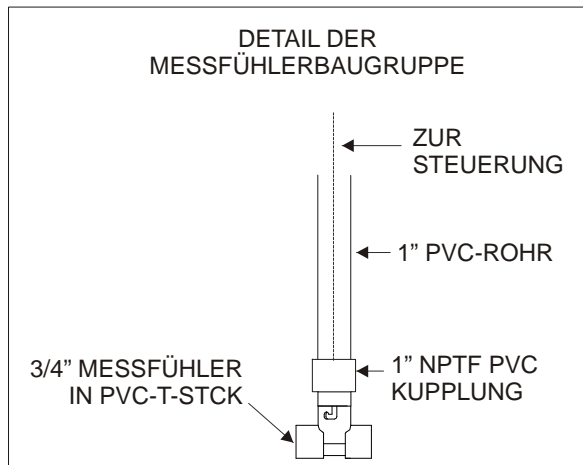 DETAIL DER
MESSFÜHLERBAUGRUPPE
ZUR
STEUERUNG
1” PVC-ROHR
3/4” MESSFÜHLER
IN PVC-T-STCK
1” NPTF PVC
KUPPLUNG